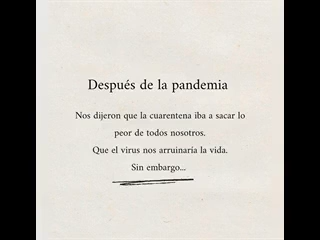 Después de la pandemia
Nos dijeron que la cuarentena iba a sacar lo
peor de todos nosotros.
Que el virus nos arruinaría la vida.
Sin embargo...